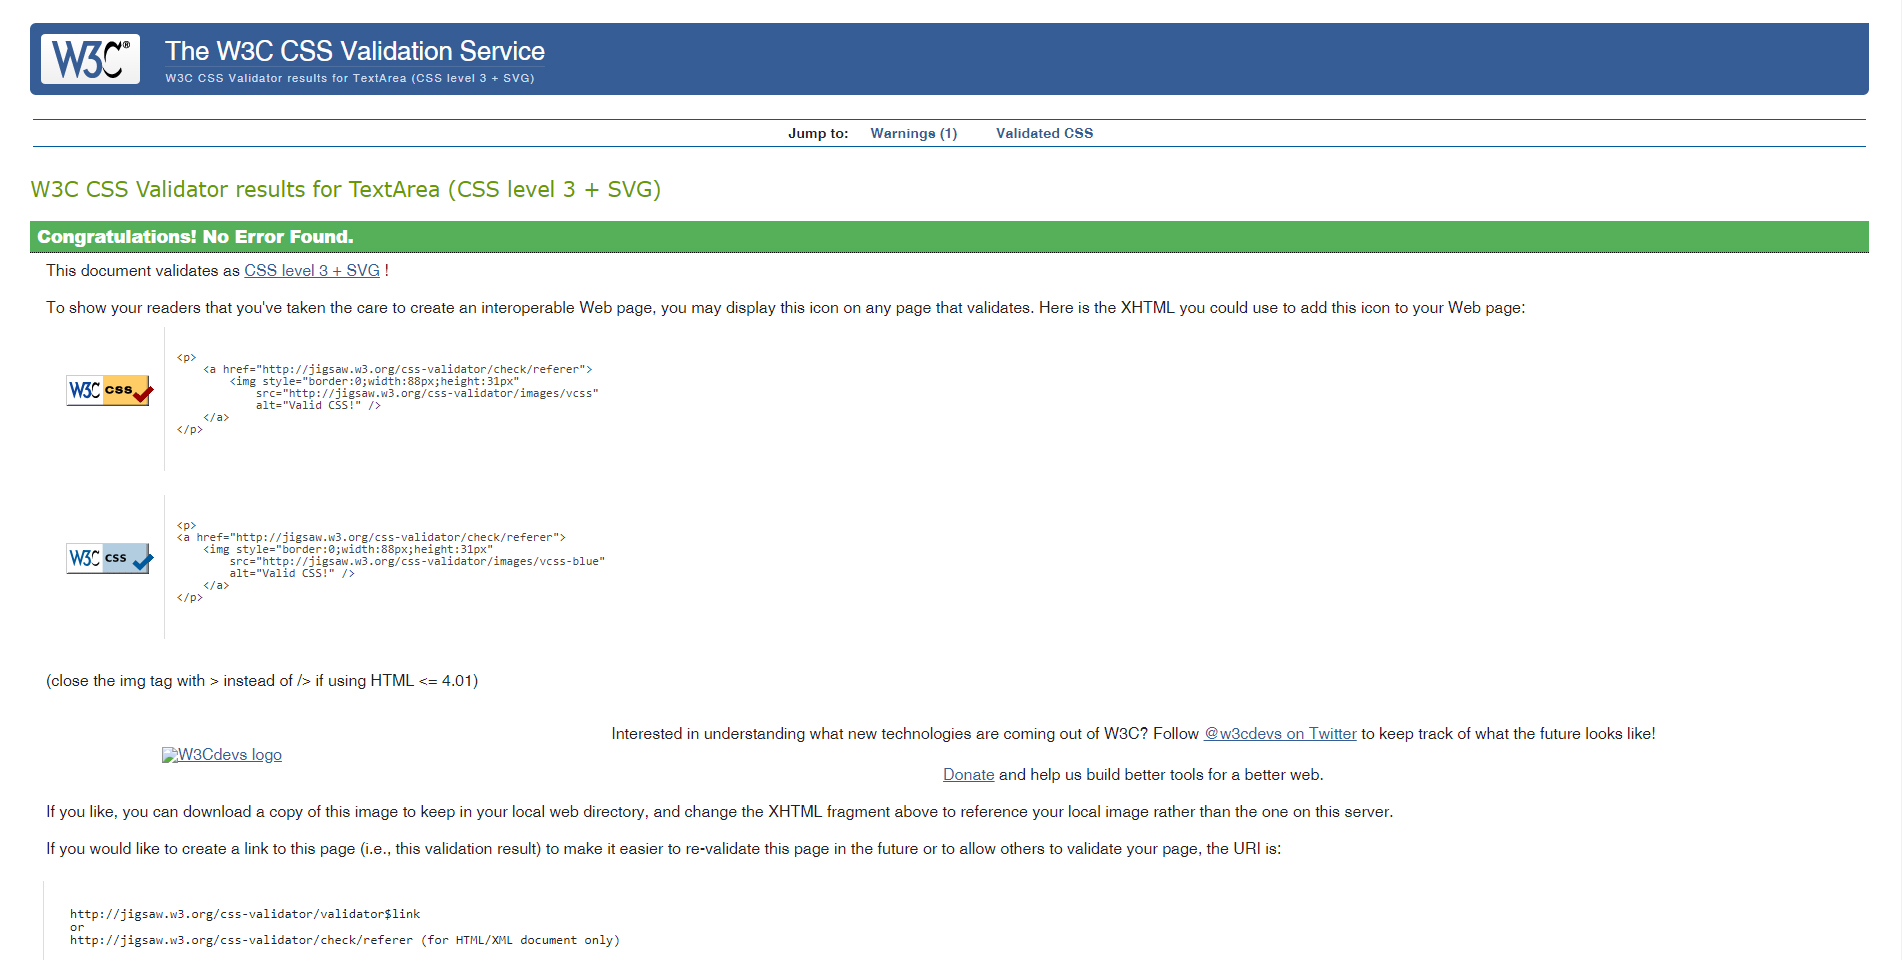 W3C®
The W3C CSS Validation Service
W3C CSS Validator results for TextArea (CSS level 3 + SVG)
Jump to: Warnings (1) Validated CSS
W3C CSS Validator results for TextArea (CSS level 3 + SVG)
Congratulations! No Error Found.
This document validates as CSS level 3 + SVG !
To show your readers that you've taken the care to create an interoperable Web page, you may display this icon on any page that validates. Here is the XHTML you could use to add this icon to your Web page:
W3C css
<p>
    <a href="http://jigsaw.w3.org/css-validator/check/referer">
        <img style="border:0;width:88px;height:31px"
            src="http://jigsaw.w3.org/css-validator/images/vcss"
            alt="Valid CSS!" />
    </a>
</p>
W3C css
<p>
<a href="http://jigsaw.w3.org/css-validator/check/referer">
    <img style="border:0;width:88px;height:31px"
        src="http://jigsaw.w3.org/css-validator/images/vcss-blue"
        alt="Valid CSS!" />
    </a>
</p>
(close the img tag with > instead of /> if using HTML <= 4.01)
W3Cdevs logo
Interested in understanding what new technologies are coming out of W3C? Follow @w3cdevs on Twitter to keep track of what the future looks like!
Donate and help us build better tools for a better web.
If you like, you can download a copy of this image to keep in your local web directory, and change the XHTML fragment above to reference your local image rather than the one on this server.
If you would like to create a link to this page (i.e., this validation result) to make it easier to re-validate this page in the future or to allow others to validate your page, the URI is:
http://jigsaw.w3.org/css-validator/validator$link
or
http://jigsaw.w3.org/css-validator/check/referer (for HTML/XML document only)